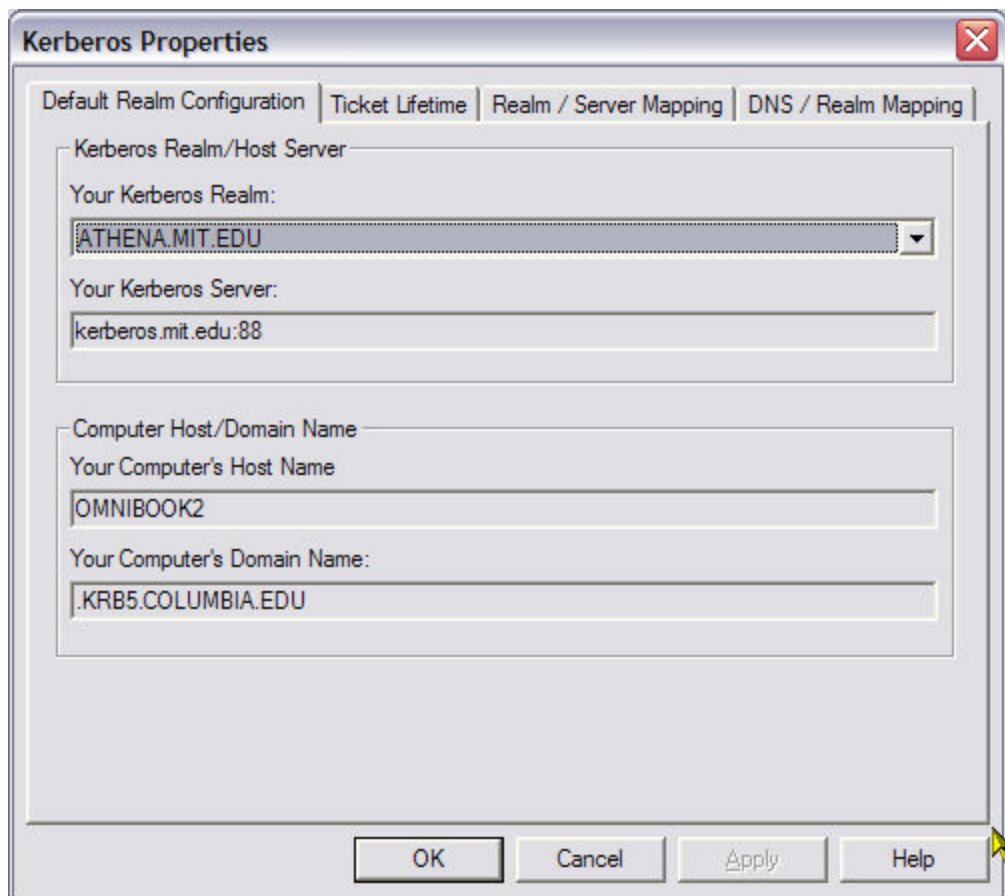 Kerberos Properties
Default Realm Configuration
Ticket Lifetime
Realm / Server Mapping
DNS / Realm Mapping
Kerberos Realm/Host Server
Your Kerberos Realm:
ATHENA.MIT.EDU
Your Kerberos Server:
kerberos.mit.edu:88
Computer Host/Domain Name
Your Computer's Host Name
OMNIBOOK2
Your Computer's Domain Name:
.KRB5.COLUMBIA.EDU
OK
Cancel
Apply
Help